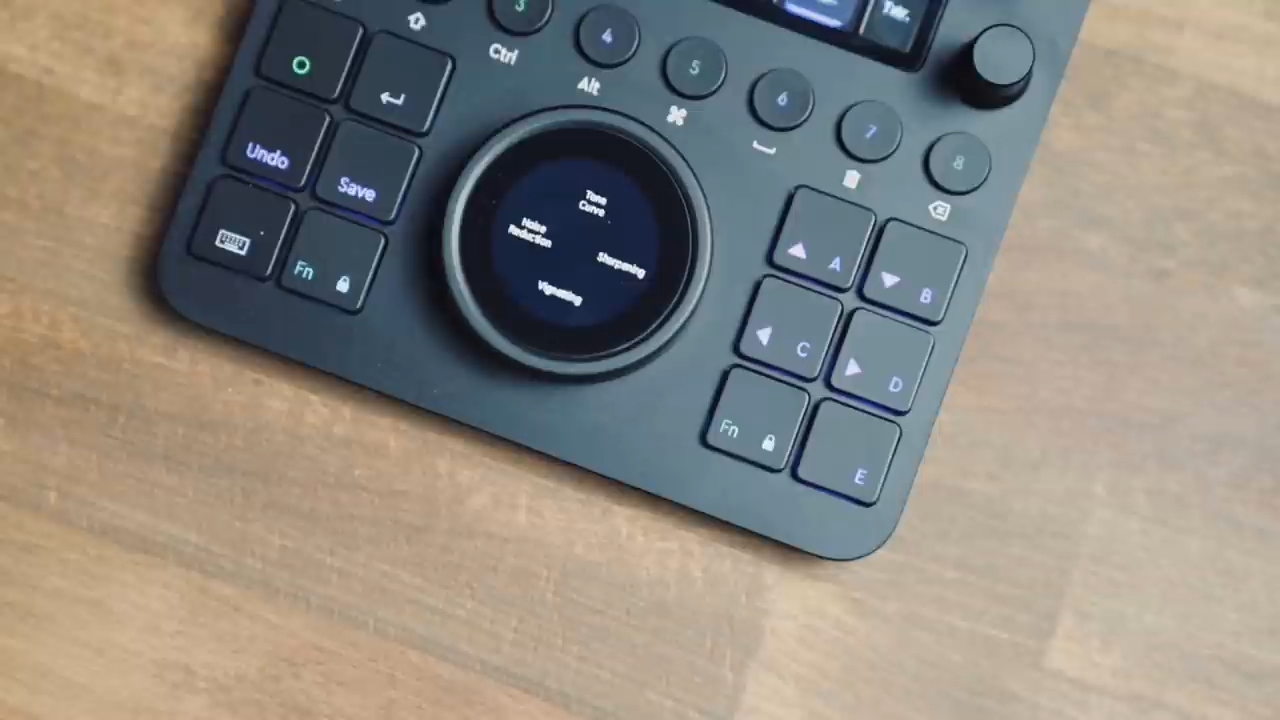 3
4
5
6
7
8
Ctrl
Alt
Undo
Save
Fn
Tone
Curve
Noise
Reduction
Sharpening
Vignetting
A
B
C
D
Fn
E